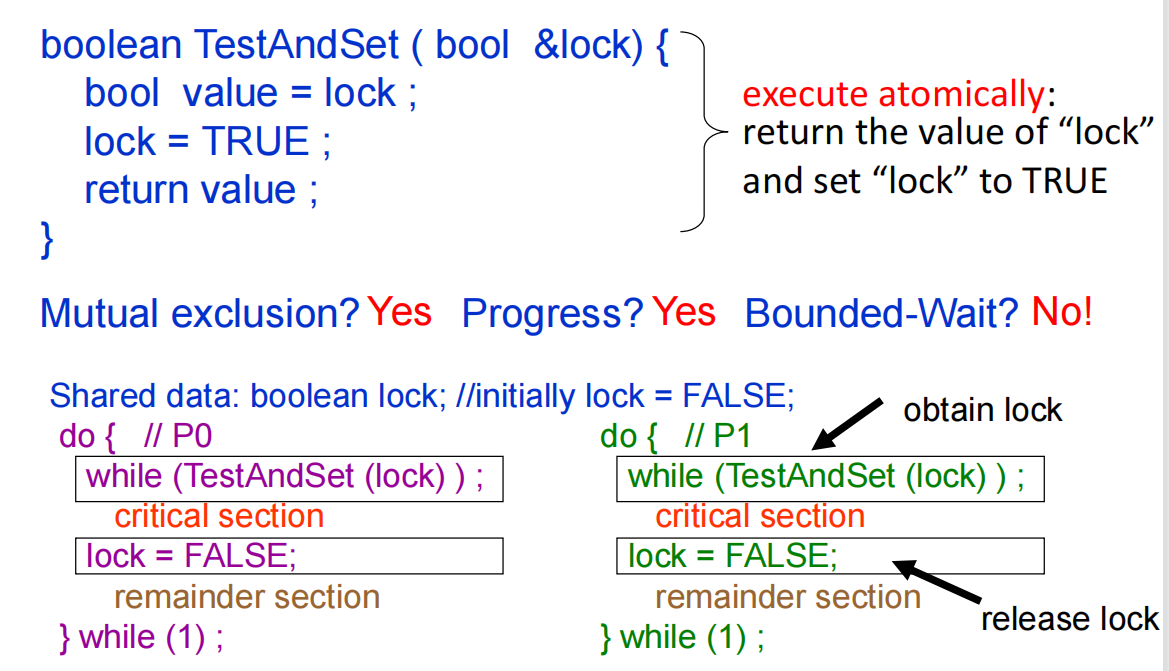 boolean TestAndSet ( bool &lock) {
bool value = lock ;
lock = TRUE ;
return value ;
}
execute atomically:
return the value of “lock”
and set “lock” to TRUE
Mutual exclusion? Yes Progress? Yes Bounded-Wait? No!
Shared data: boolean lock; //initially lock = FALSE;
obtain lock
do { // P0
while (TestAndSet (lock) ) ;
critical section
lock = FALSE;
remainder section
} while (1) ;
do { // P1
while (TestAndSet (lock) ) ;
critical section
lock = FALSE;
remainder section
} while (1) ;
release lock